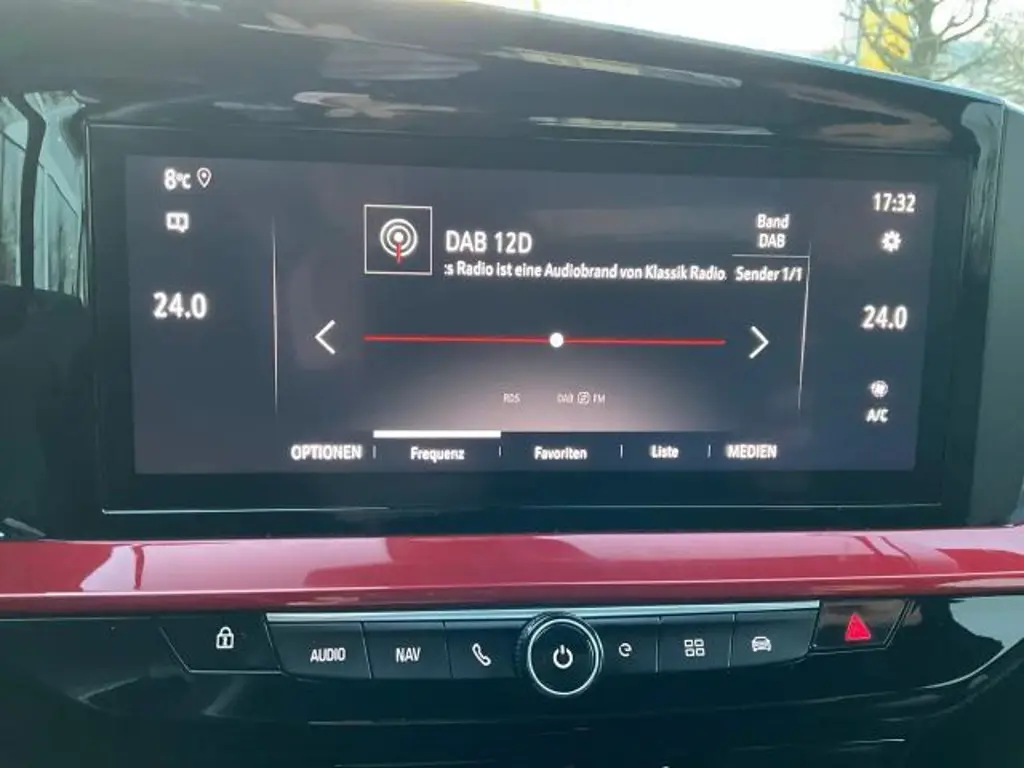 8°C
24.0
DAB 12D
:s Radio ist eine Audiobrand von Klassik Radio.
Band
DAB
Sender 1/1
17:32
24.0
A/C
RDS
DAB
FM
OPTIONEN
Frequenz
Favoriten
Liste
MEDIEN
AUDIO
NAV